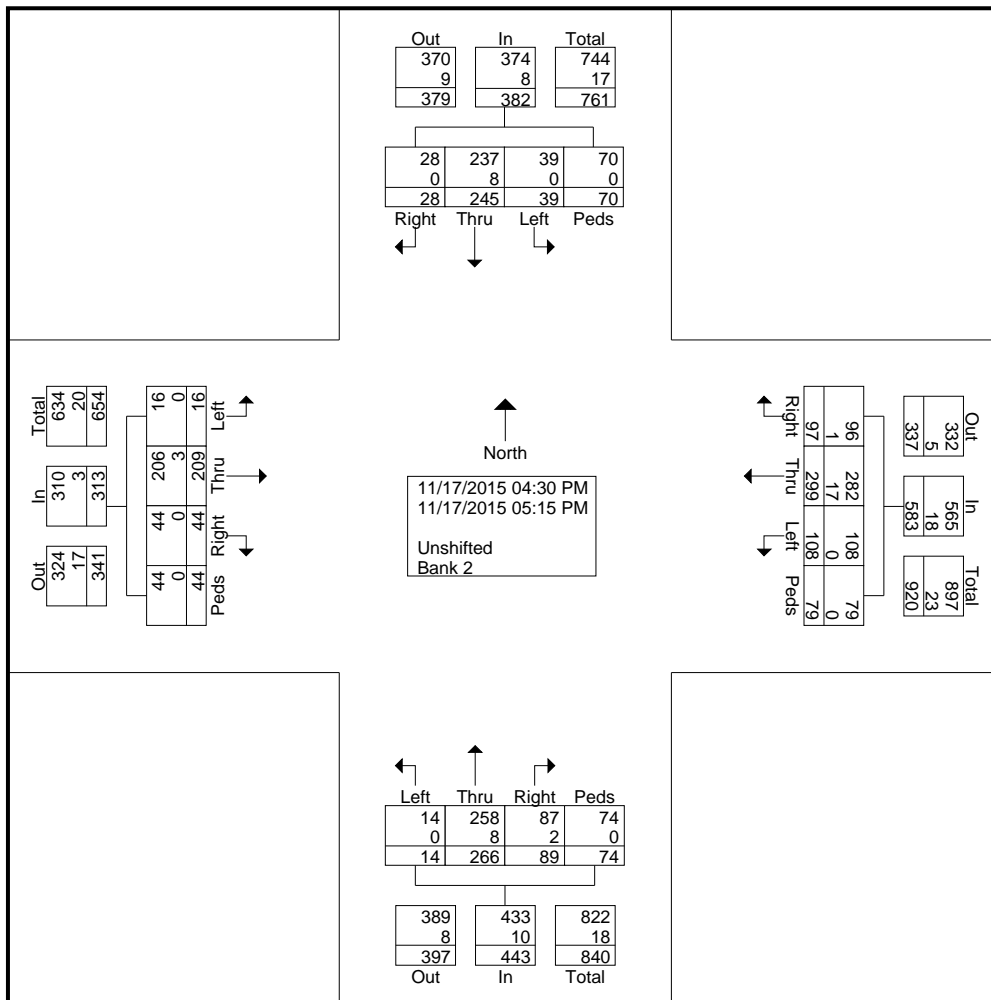 Out In Total
370 374 744
9 8 17
379 382 761
28 237 39 70
0 8 0 0
28 245 39 70
Right Thru Left Peds
Left Thru Right Peds
16 209 44 44
0 3 0 0
16 206 44 44
654 313 341
20 3 17
634 310 324
Total In Out
North
11/17/2015 04:30 PM
11/17/2015 05:15 PM
Unshifted
Bank 2
Out In Total
332 565 897
5 18 23
337 583 920
96 282 108 79
1 17 0 0
97 299 108 79
Right Thru Left Peds
Left Thru Right Peds
14 258 87 74
0 8 2 0
14 266 89 74
389 433 822
8 10 18
397 443 840
Out In Total